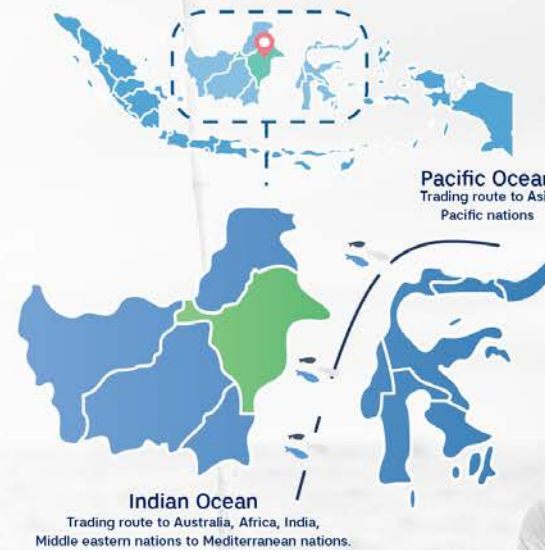 Pacific Ocean
Trading route to Asi
Pacific nations
Indian Ocean
Trading route to Australia, Africa, India,
Middle eastern nations to Mediterranean nations.